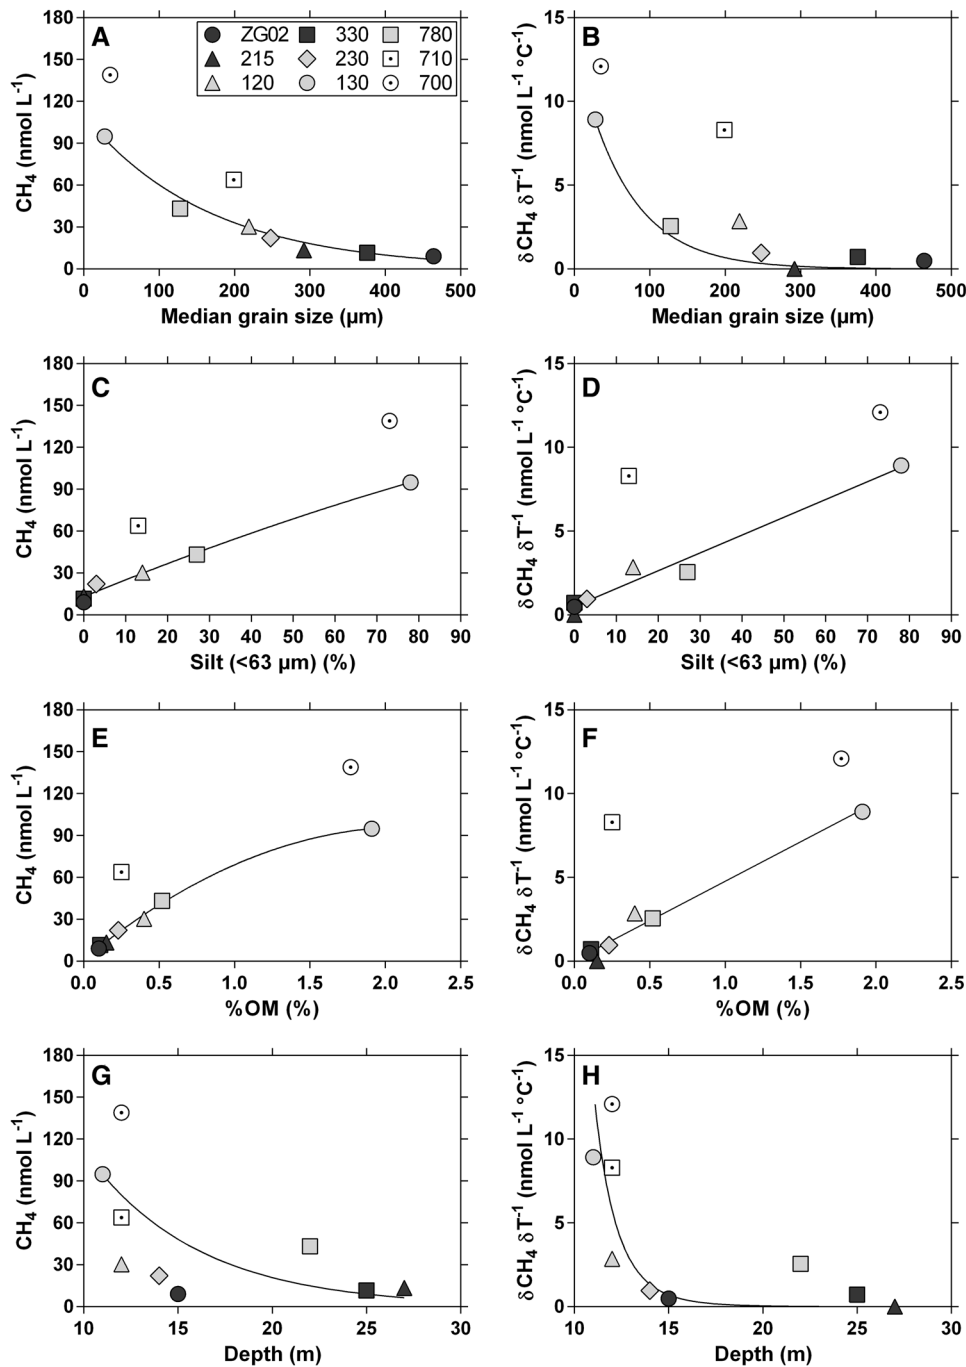 A
ZG02 330 780
215 230 710
120 130 700
CH4 (nmol L-1)
180
150
120
90
60
30
0
0 100 200 300 400 500
Median grain size (µm)
B
δCH4 δT-1 (nmol L-1 °C-1)
15
10
5
0
0 100 200 300 400 500
Median grain size (µm)
C
CH4 (nmol L-1)
180
150
120
90
60
30
0
0 10 20 30 40 50 60 70 80 90
Silt (<63 µm) (%)
D
δCH4 δT-1 (nmol L-1 °C-1)
15
10
5
0
0 10 20 30 40 50 60 70 80 90
Silt (<63 µm) (%)
E
CH4 (nmol L-1)
180
150
120
90
60
30
0
0.0 0.5 1.0 1.5 2.0 2.5
%OM (%)
F
δCH4 δT-1 (nmol L-1 °C-1)
15
10
5
0
0.0 0.5 1.0 1.5 2.0 2.5
%OM (%)
G
CH4 (nmol L-1)
180
150
120
90
60
30
0
10 15 20 25 30
Depth (m)
H
δCH4 δT-1 (nmol L-1 °C-1)
15
10
5
0
10 15 20 25 30
Depth (m)